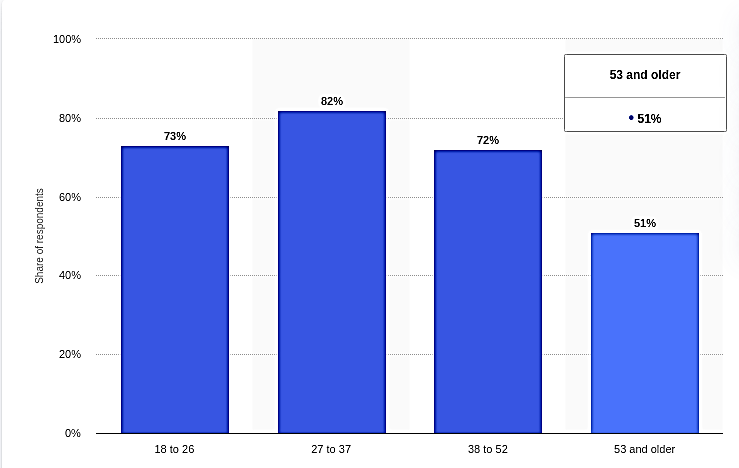 100%
80%
60%
40%
20%
0%
Share of respondents
73%
82%
72%
51%
53 and older
• 51%
18 to 26
27 to 37
38 to 52
53 and older